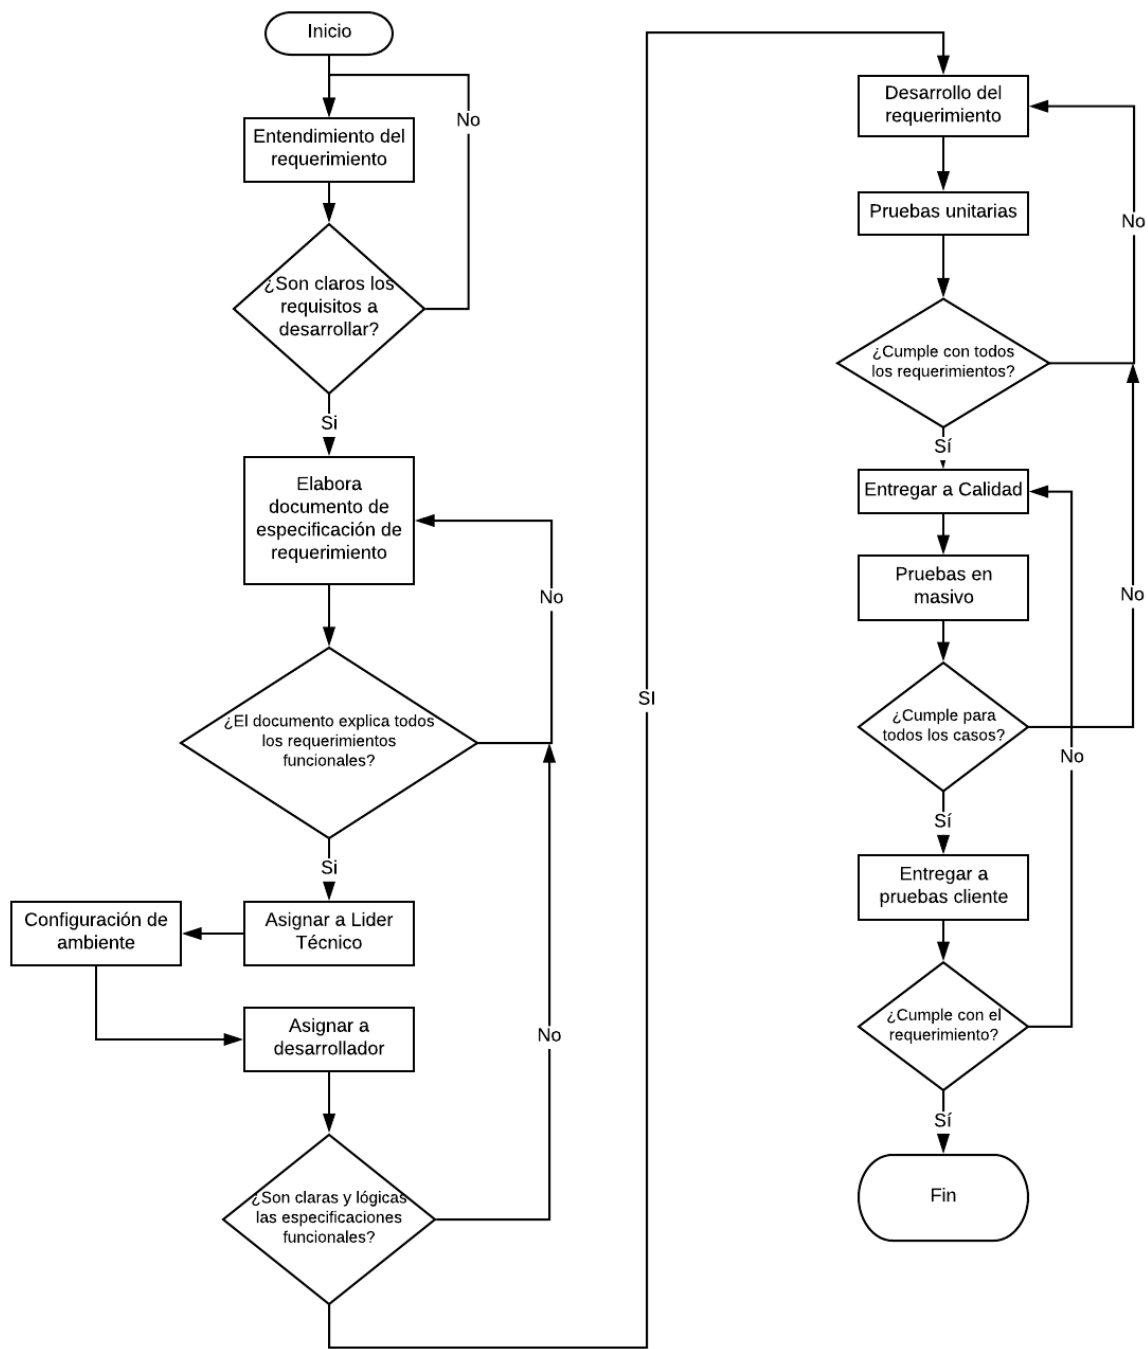 Inicio
No
Entendimiento del
requerimiento
¿Son claros los
requisitos a
desarrollar?
Si
Elabora
documento de
especificación de
requerimiento
No
¿El documento explica todos
los requerimientos
funcionales?
Si
Asignar a Lider
Técnico
Configuración de
ambiente
Asignar a
desarrollador
No
¿Son claras y lógicas
las especificaciones
funcionales?
SI
Desarrollo del
requerimiento
Pruebas unitarias
No
¿Cumple con todos
los requerimientos?
Sí
Entregar a Calidad
Pruebas en
masivo
No
¿Cumple para
todos los casos?
No
Sí
Entregar a
pruebas cliente
¿Cumple con el
requerimiento?
Sí
Fin